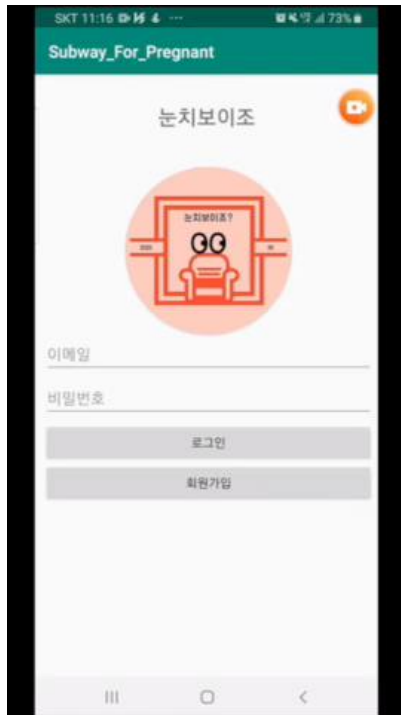 SKT 11:16 ··· 73%
Subway_For_Pregnant
눈치보이조
눈치보이조?
이메일
비밀번호
로그인
회원가입